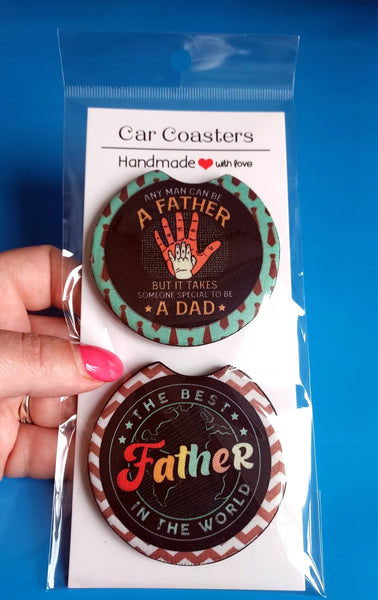 Car Coasters
Handmade with love
ANY MAN CAN BE
A FATHER
BUT IT TAKES
SOMEONE SPECIAL TO BE
A DAD
THE BEST
Father
IN THE WORLD